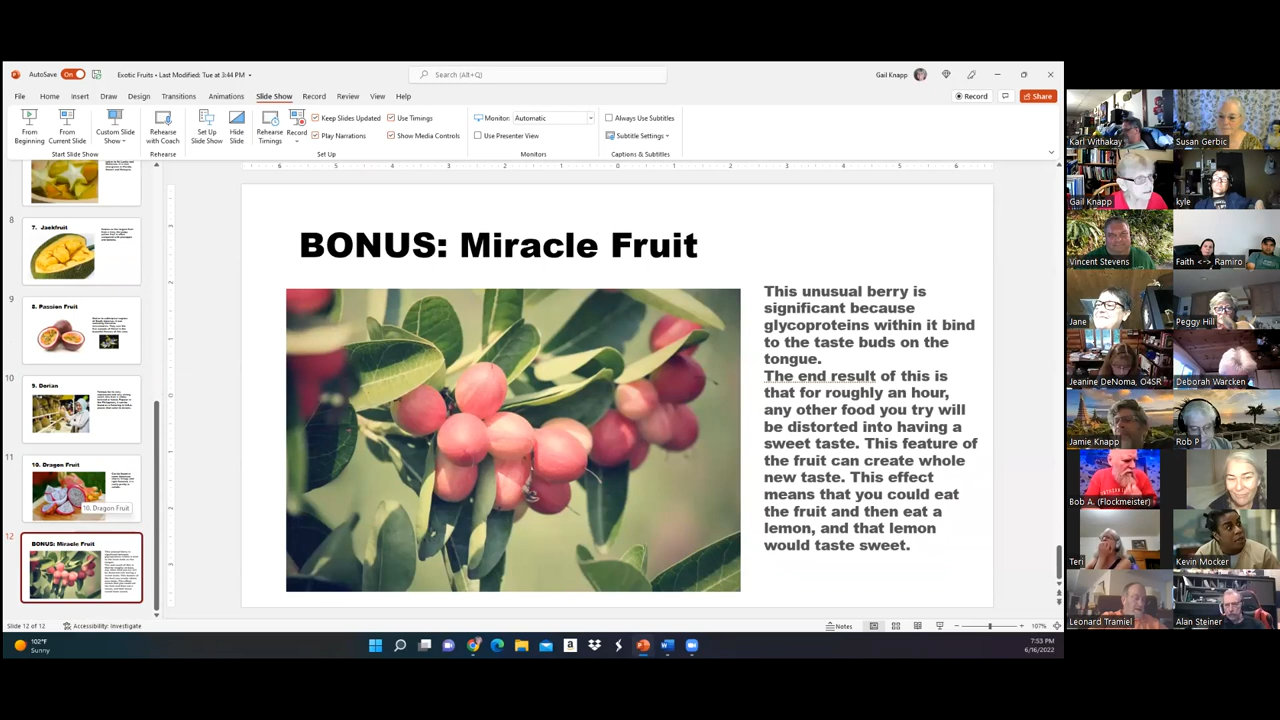 AutoSave On Exotic Fruits • Last Modified: Tue at 3:44 PM Search (Alt+Q) Gail Knapp
File Home Insert Draw Design Transitions Animations Slide Show Record Review View Help Record Share
From Beginning
From Current Slide
Custom Slide Show
Start Slide Show
Rehearse with Coach
Rehearse
Set Up Slide Show
Hide Slide
Rehearse Timings
Record
Keep Slides Updated
Play Narrations
Use Timings
Show Media Controls
Set Up
Monitor: Automatic
Use Presenter View
Monitors
Always Use Subtitles
Subtitle Settings
Captions & Subtitles
8
7. Jackfruit
9
8. Passion Fruit
10
9. Dorian
11
10. Dragon Fruit
10. Dragon Fruit
12
BONUS: Miracle Fruit
BONUS: Miracle Fruit
This unusual berry is
significant because
glycoproteins within it bind
to the taste buds on the
tongue.
The end result of this is
that for roughly an hour,
any other food you try will
be distorted into having a
sweet taste. This feature of
the fruit can create whole
new taste. This effect
means that you could eat
the fruit and then eat a
lemon, and that lemon
would taste sweet.
Slide 12 of 12 Accessibility: Investigate Notes 107%
102°F
Sunny
7:53 PM
6/16/2022
Karl Withakay
Susan Gerbic
Gail Knapp
kyle
Vincent Stevens
Faith <-> Ramiro
Jane
Peggy Hill
Jeanine DeNoma, O4SR
Deborah Warcken
Jamie Knapp
Rob P
Bob A. (Flockmeister)
Teri
Kevin Mocker
Leonard Tramiel
Alan Steiner